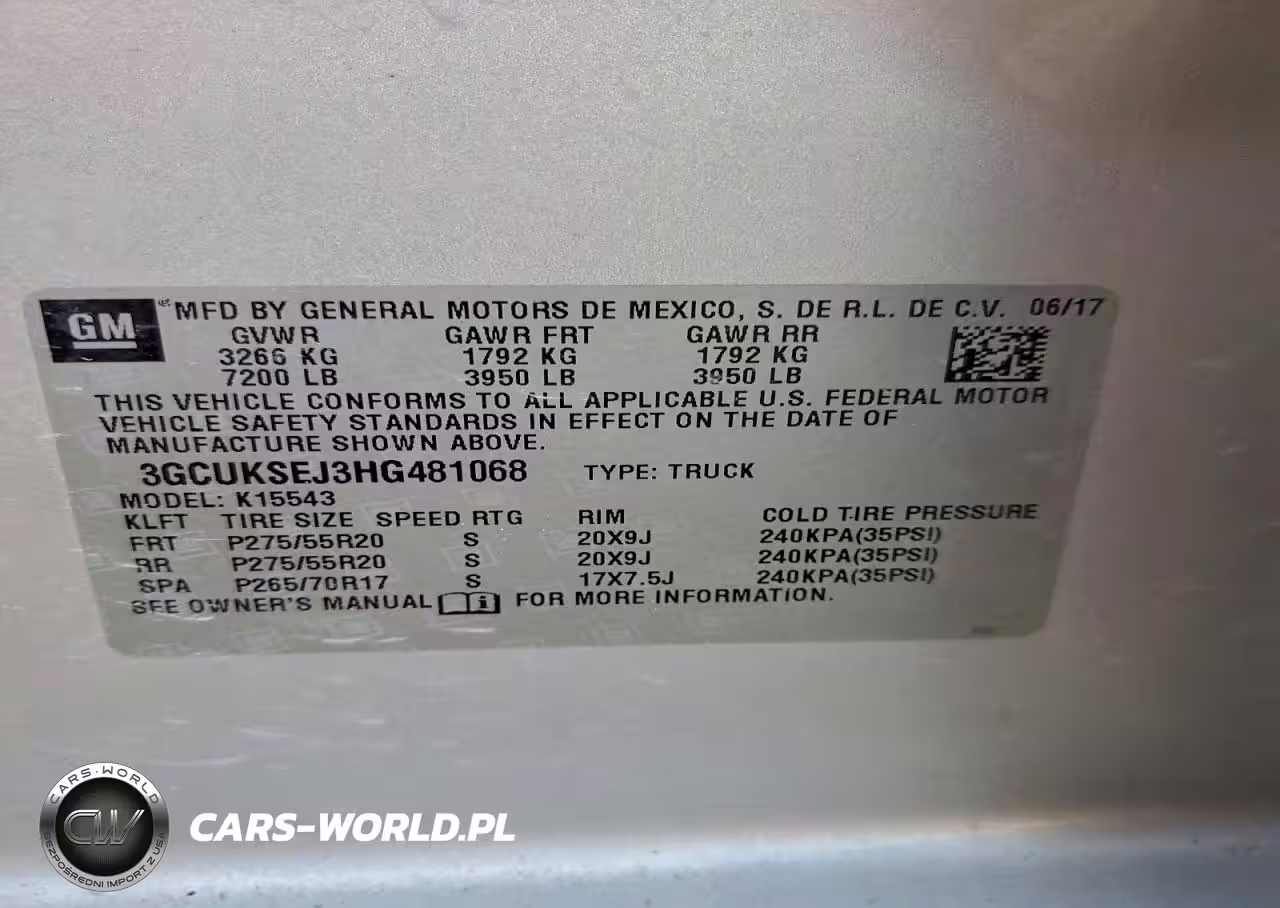 GM MFD BY GENERAL MOTORS DE MEXICO, S. DE R.L. DE C.V. 06/17
GVWR GAWR FRT GAWR RR
3266 KG 1792 KG 1792 KG
7200 LB 3950 LB 3950 LB
THIS VEHICLE CONFORMS TO ALL APPLICABLE U.S. FEDERAL MOTOR
VEHICLE SAFETY STANDARDS IN EFFECT ON THE DATE OF
MANUFACTURE SHOWN ABOVE.
3GCUKSEJ3HG481068 TYPE: TRUCK
MODEL: K15543
KLFT TIRE SIZE SPEED RTG RIM COLD TIRE PRESSURE
FRT P275/55R20 S 20X9J 240KPA(35PSI)
RR P275/55R20 S 20X9J 240KPA(35PSI)
SPA P265/70R17 S 17X7.5J 240KPA(35PSI)
SEE OWNER'S MANUAL FOR MORE INFORMATION.
CARS-WORLD
CW
BEZPOŚREDNI IMPORT Z USA
CARS-WORLD.PL